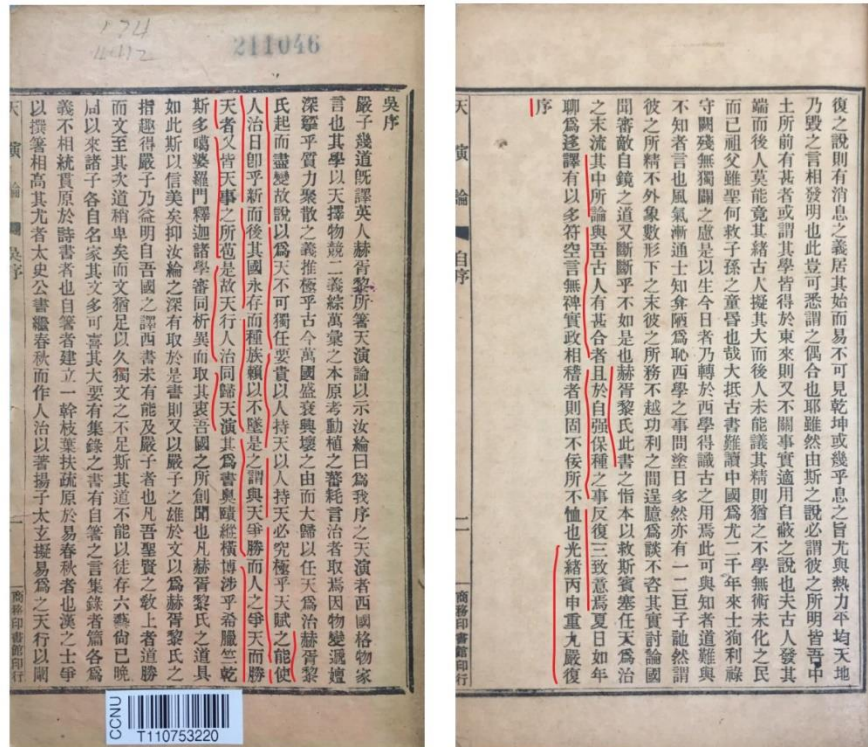 211046
吳序
嚴子幾道既譯英人赫胥黎所箸天演論以示汝綸曰爲我序之天演者西國格物家
言也其學以天擇物競二義綜萬彙之本原考動植之蕃耗言治者取焉因物變遞嬗
深揅乎質力聚散之義推極乎古今萬國盛衰興壞之由而大歸以任天爲治赫胥黎
氏起而盡變故說以爲天不可獨任要貴以人持天以人持天必究極乎天賦之能使
人治日卽乎新而後其國永存而種族賴以不墜是之謂與天爭勝而人之爭天而勝
天者又皆天事之所苞是故天行人治同歸天演其爲書奧賾縱橫博涉乎希臘竺乾
斯多噶婆羅門釋迦諸學審同析異而取其衷吾國之所創聞也凡赫胥黎氏之道具
如此斯以信美矣抑汝綸之深有取於是書則又以嚴子之雄於文以爲赫胥黎氏之
指趣得嚴子乃益明自吾國之譯西書未有能及嚴子者也凡吾聖賢之教上者道勝
而文至其次道稍卑矣而文猶足以久獨文之不足斯其道不能以徒存六藝尙已晚
周以來諸子各自名家其文多可喜其大要有集錄之書有自箸之言集錄者篇各爲
義不相統貫原於詩書者也自箸者建立一幹枝葉扶疏原於易春秋者也漢之士爭
以撰箸相高其尤者太史公書繼春秋而作人治以著揚子太玄擬易爲之天行以闡
天演論 吳序 一 商務印書館印行
CCNU
T110753220
復之說則有消息之義居其始而易不可見乾坤或幾乎息之旨尤與熱力平均天地
乃毀之言相發明也此豈可悉謂之偶合也耶雖然由斯之說必謂彼之所明皆吾中
土所前有甚者或謂其學皆得於東來則又不關事實適用自蔽之說也夫古人發其
端而後人莫能竟其緒古人擬其大而後人未能議其精則猶之不學無術未化之民
而已祖父雖聖何救子孫之童昬也哉大抵古書難讀中國爲尤二千年來士狥利祿
守闕殘無獨闢之慮是以生今日者乃轉於西學得識古之用焉此可與知者道難與
不知者言也風氣漸通士知弇陋爲恥西學之事問塗日多然亦有一二巨子訑然謂
彼之所精不外象數形下之末彼之所務不越功利之間逞臆爲談不咨其實討論國
聞審敵自鏡之道又斷斷乎不如是也赫胥黎氏此書之恉本以救斯賓塞任天爲治
之末流其中所論與吾古人有甚合者且於自强保種之事反復三致意焉夏日如年
聊爲迻譯有以多符空言無裨實政相稽者則固不佞所不恤也光緖丙申重九嚴復
序
天演論 自序 二 商務印書館印行